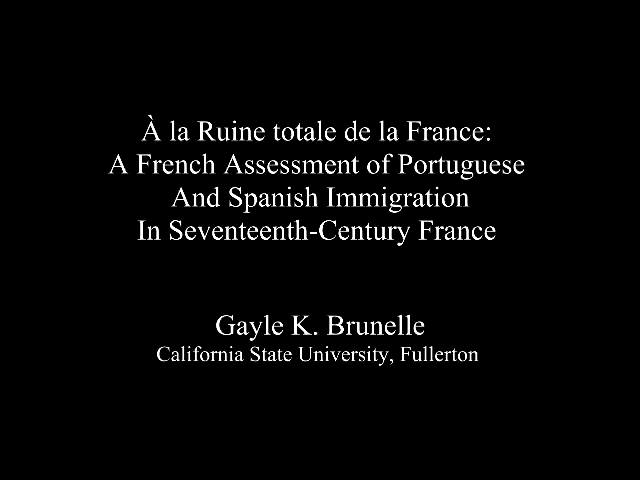 À la Ruine totale de la France:
A French Assessment of Portuguese
And Spanish Immigration
In Seventeenth-Century France
Gayle K. Brunelle
California State University, Fullerton